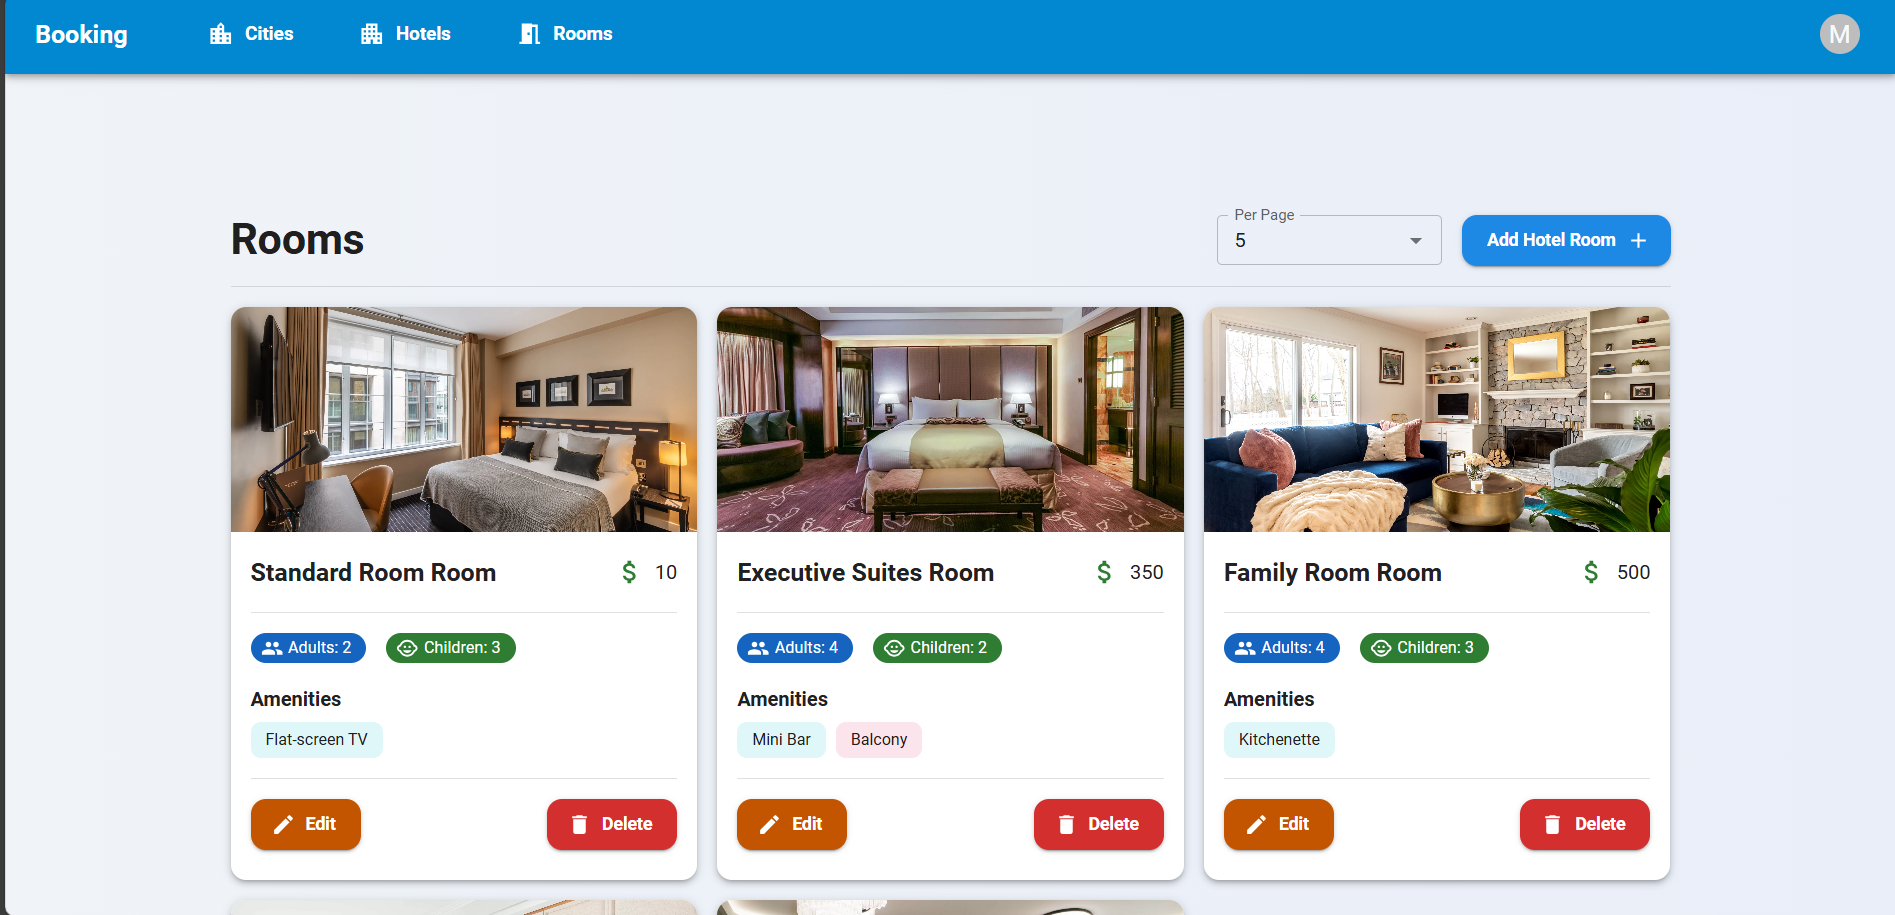 Booking
Cities
Hotels
Rooms
M
Rooms
Per Page
5
Add Hotel Room
Standard Room Room
$ 10
Adults: 2
Children: 3
Amenities
Flat-screen TV
Edit
Delete
Executive Suites Room
$ 350
Adults: 4
Children: 2
Amenities
Mini Bar
Balcony
Edit
Delete
Family Room Room
$ 500
Adults: 4
Children: 3
Amenities
Kitchenette
Edit
Delete